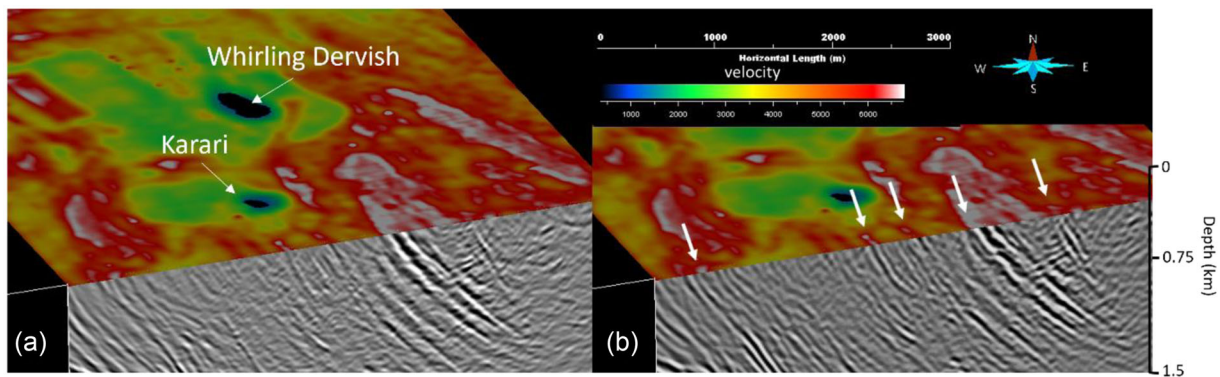 Whirling Dervish
Karari
(a)
0 1000 2000 3000
Horizontal Length (m)
velocity
1000 2000 3000 4000 5000 6000
N
W E
S
0
0.75
1.5
Depth (km)
(b)